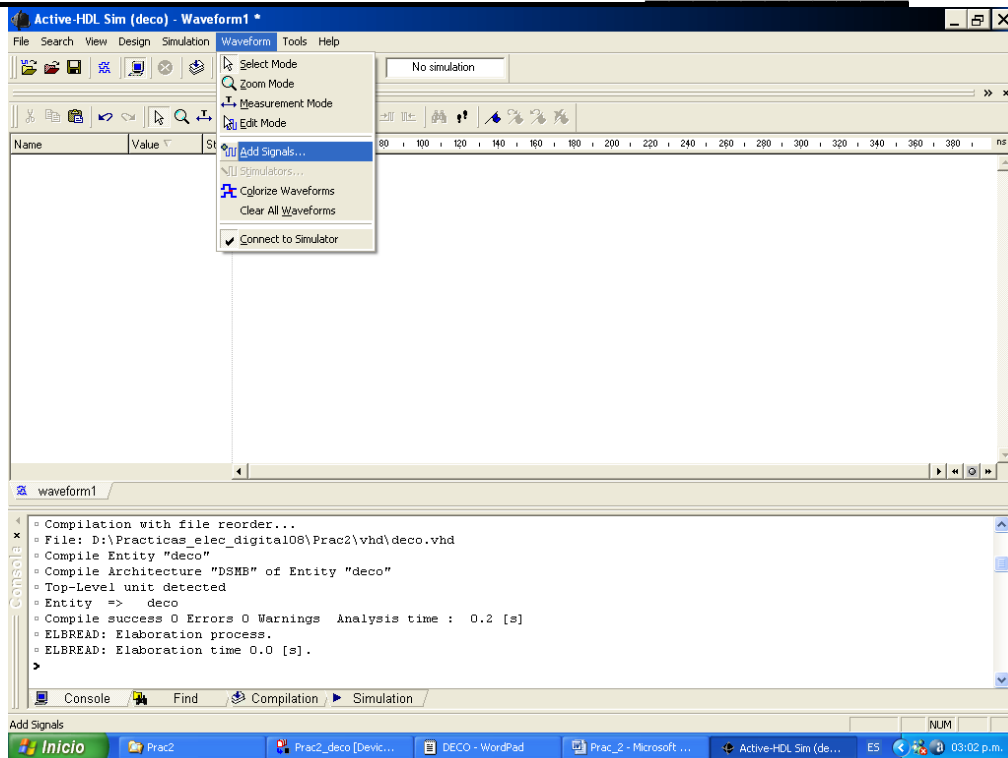 Active-HDL Sim (deco) - Waveform1 *
File Search View Design Simulation Waveform Tools Help
No simulation
Select Mode
Zoom Mode
Measurement Mode
Edit Mode
Add Signals...
Stimulators...
Colorize Waveforms
Clear All Waveforms
Connect to Simulator
Name Value St 80 100 120 140 160 180 200 220 240 260 280 300 320 340 360 380 ns
waveform1
Console
Compilation with file reorder...
File: D:\Practicas_elec_digital08\Prac2\vhd\deco.vhd
Compile Entity "deco"
Compile Architecture "DSMB" of Entity "deco"
Top-Level unit detected
Entity => deco
Compile success 0 Errors 0 Warnings Analysis time : 0.2 [s]
ELBREAD: Elaboration process.
ELBREAD: Elaboration time 0.0 [s].
>
Console Find Compilation Simulation
Add Signals NUM
Inicio Prac2 Prac2_deco [Devic... DECO - WordPad Prac_2 - Microsoft ... Active-HDL Sim (de... ES 03:02 p.m.